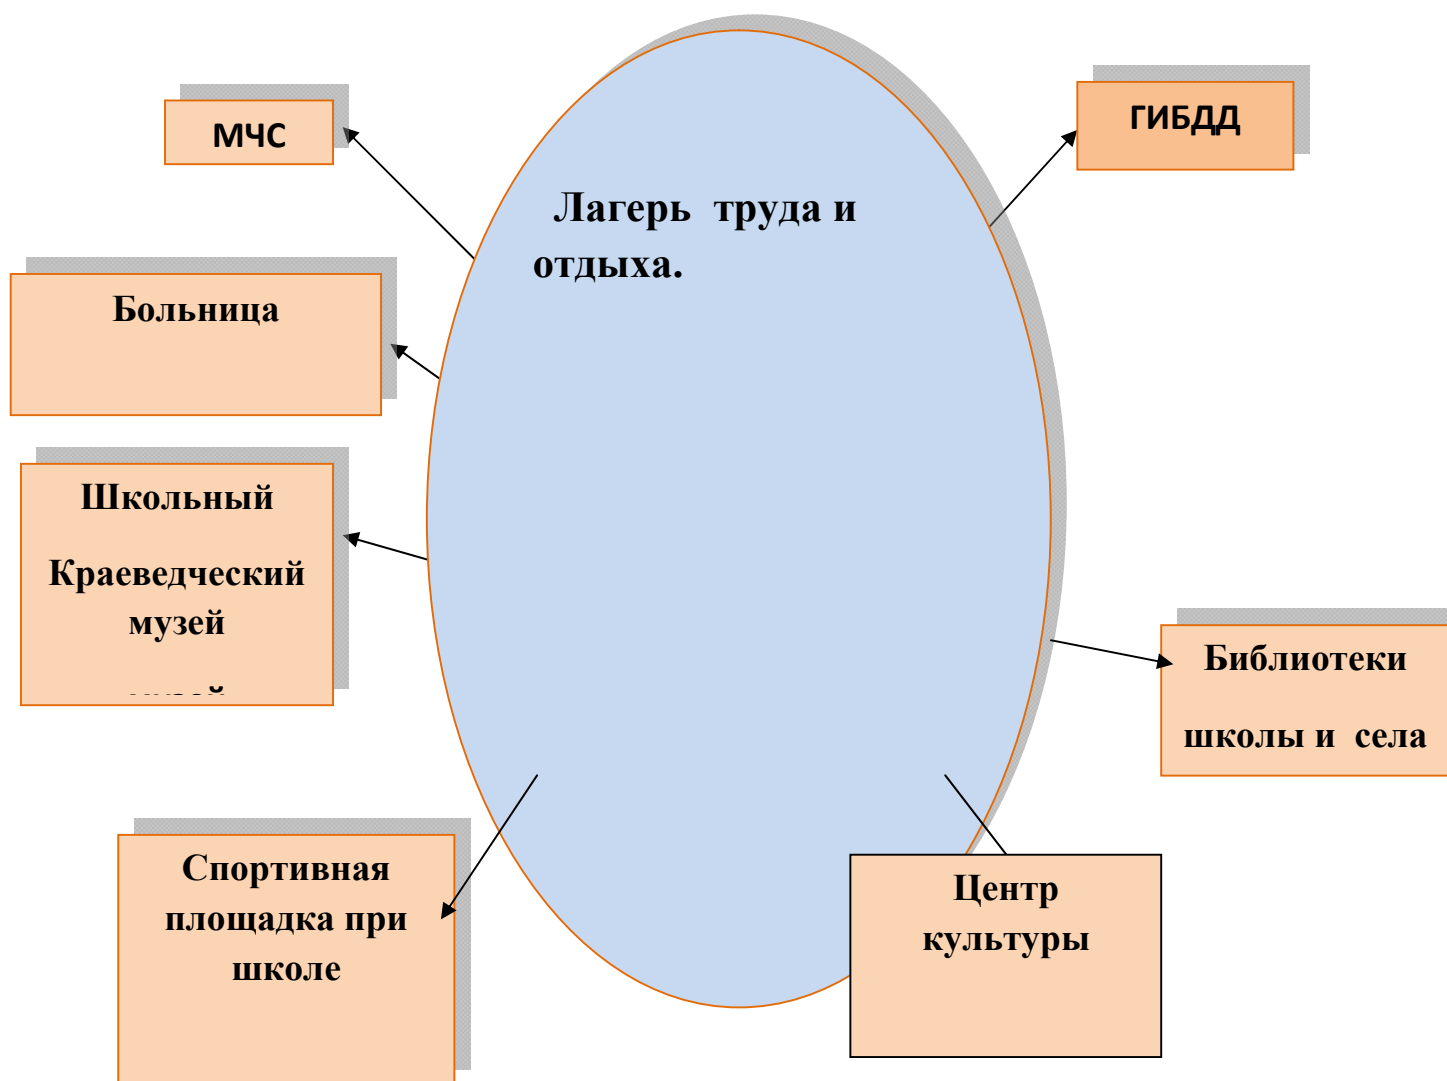 МЧС
ГИБДД
Лагерь труда и
отдыха.
Больница
Школьный
Краеведческий
музей
Библиотеки
школы и села
Спортивная
площадка при
школе
Центр
культуры